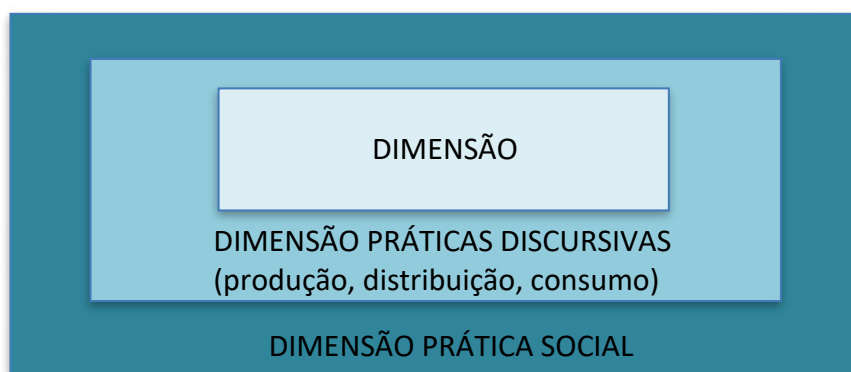 DIMENSÃO
DIMENSÃO PRÁTICAS DISCURSIVAS
(produção, distribuição, consumo)
DIMENSÃO PRÁTICA SOCIAL